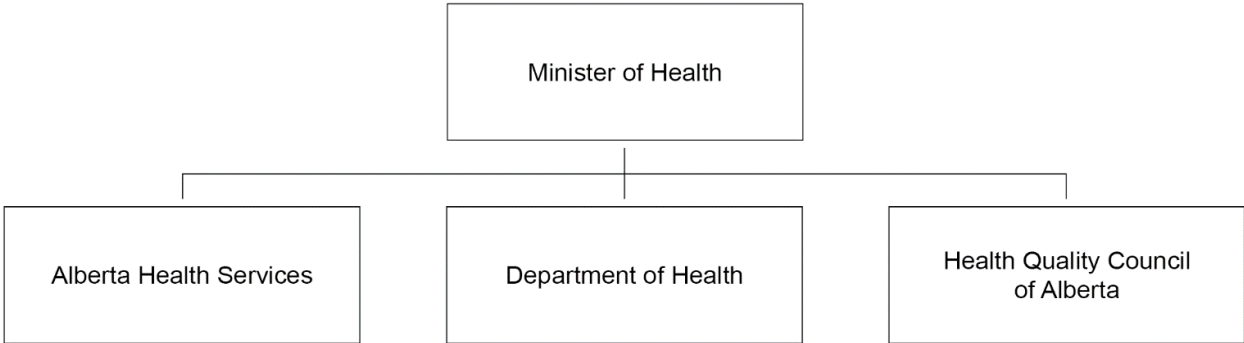 Minister of Health
Alberta Health Services
Department of Health
Health Quality Council
of Alberta